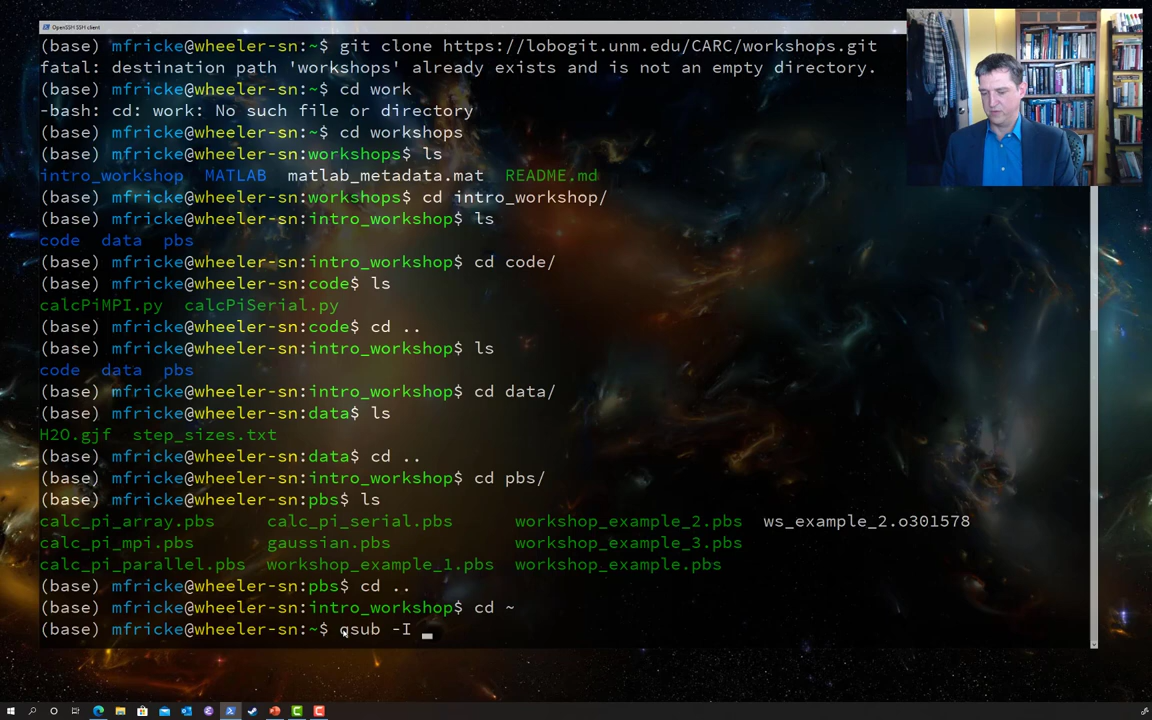 OpenSSH SSH client
(base) mfricke@wheeler-sn:~$ git clone https://lobogit.unm.edu/CARC/workshops.git
fatal: destination path 'workshops' already exists and is not an empty directory.
(base) mfricke@wheeler-sn:~$ cd work
-bash: cd: work: No such file or directory
(base) mfricke@wheeler-sn:~$ cd workshops
(base) mfricke@wheeler-sn:workshops$ ls
intro_workshop MATLAB matlab_metadata.mat README.md
(base) mfricke@wheeler-sn:workshops$ cd intro_workshop/
(base) mfricke@wheeler-sn:intro_workshop$ ls
code data pbs
(base) mfricke@wheeler-sn:intro_workshop$ cd code/
(base) mfricke@wheeler-sn:code$ ls
calcPiMPI.py calcPiSerial.py
(base) mfricke@wheeler-sn:code$ cd ..
(base) mfricke@wheeler-sn:intro_workshop$ ls
code data pbs
(base) mfricke@wheeler-sn:intro_workshop$ cd data/
(base) mfricke@wheeler-sn:data$ ls
H2O.gjf step_sizes.txt
(base) mfricke@wheeler-sn:data$ cd ..
(base) mfricke@wheeler-sn:intro_workshop$ cd pbs/
(base) mfricke@wheeler-sn:pbs$ ls
calc_pi_array.pbs calc_pi_serial.pbs workshop_example_2.pbs ws_example_2.o301578
calc_pi_mpi.pbs gaussian.pbs workshop_example_3.pbs
calc_pi_parallel.pbs workshop_example_1.pbs workshop_example.pbs
(base) mfricke@wheeler-sn:pbs$ cd ..
(base) mfricke@wheeler-sn:intro_workshop$ cd ~
(base) mfricke@wheeler-sn:~$ qsub -I